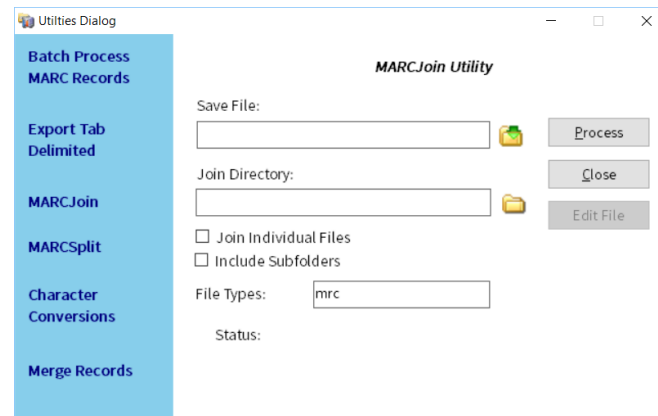 Utilties Dialog
Batch Process
MARC Records
Export Tab
Delimited
MARCJoin
MARCSplit
Character
Conversions
Merge Records
MARCJoin Utility
Save File:
Join Directory:
Join Individual Files
Include Subfolders
File Types:
mrc
Status:
Process
Close
Edit File